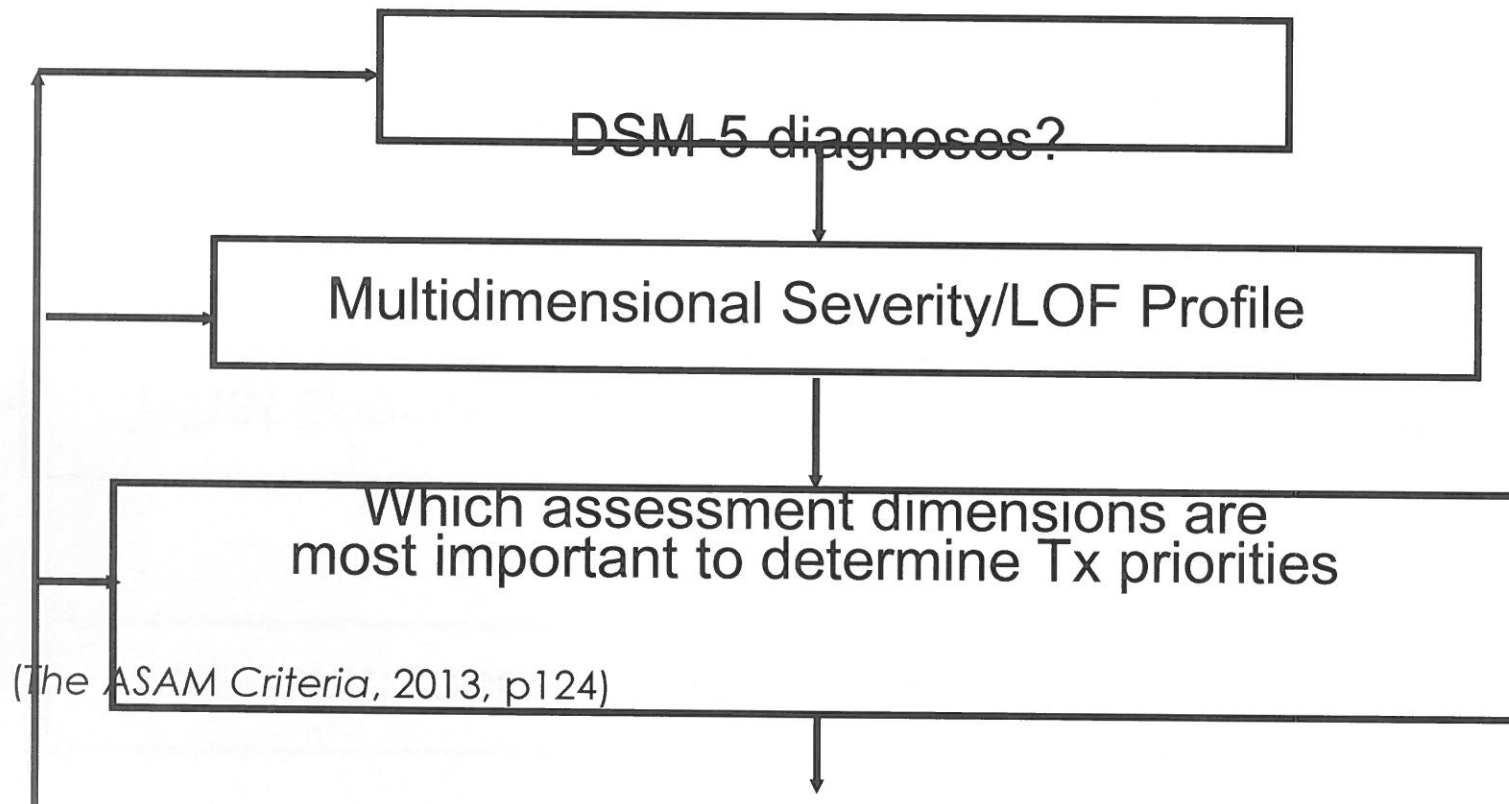 DSM-5 diagnoses?
Multidimensional Severity/LOF Profile
Which assessment dimensions are
most important to determine Tx priorities
(The ASAM Criteria, 2013, p124)